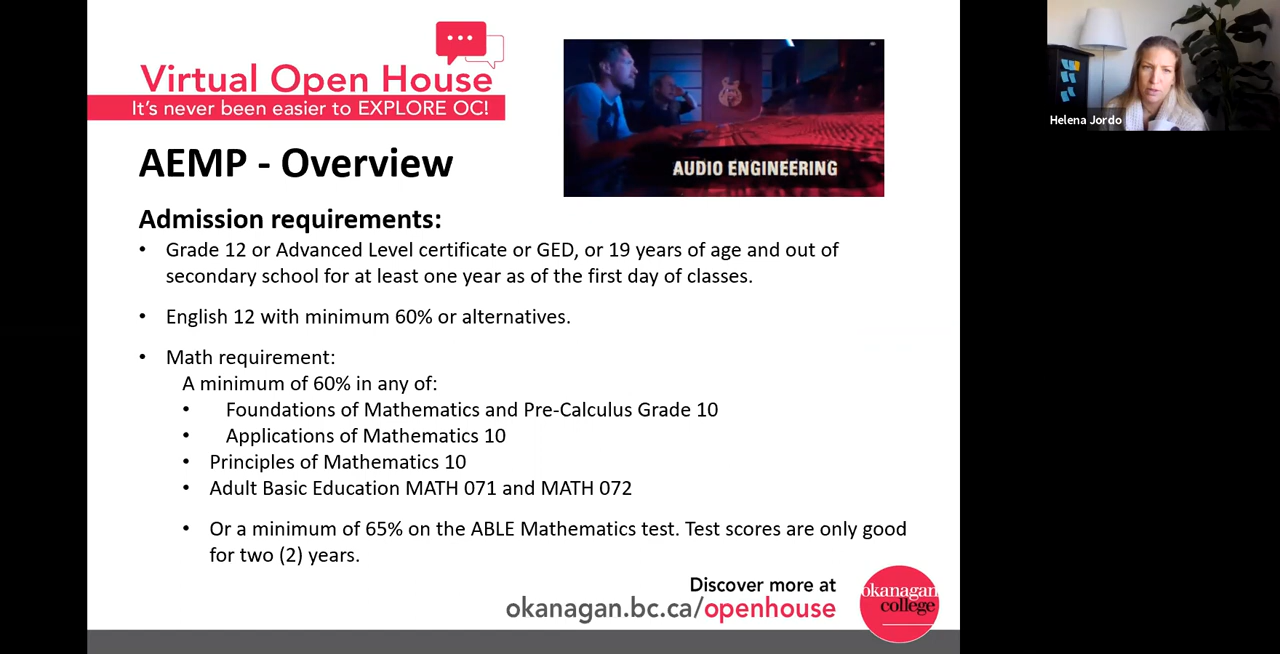 Virtual Open House
It's never been easier to EXPLORE OC!
AUDIO ENGINEERING
Helena Jordo
AEMP - Overview
Admission requirements:
• Grade 12 or Advanced Level certificate or GED, or 19 years of age and out of
secondary school for at least one year as of the first day of classes.
• English 12 with minimum 60% or alternatives.
• Math requirement:
A minimum of 60% in any of:
• Foundations of Mathematics and Pre-Calculus Grade 10
• Applications of Mathematics 10
• Principles of Mathematics 10
• Adult Basic Education MATH 071 and MATH 072
• Or a minimum of 65% on the ABLE Mathematics test. Test scores are only good
for two (2) years.
Discover more at
okanagan.bc.ca/openhouse
okanagan
college